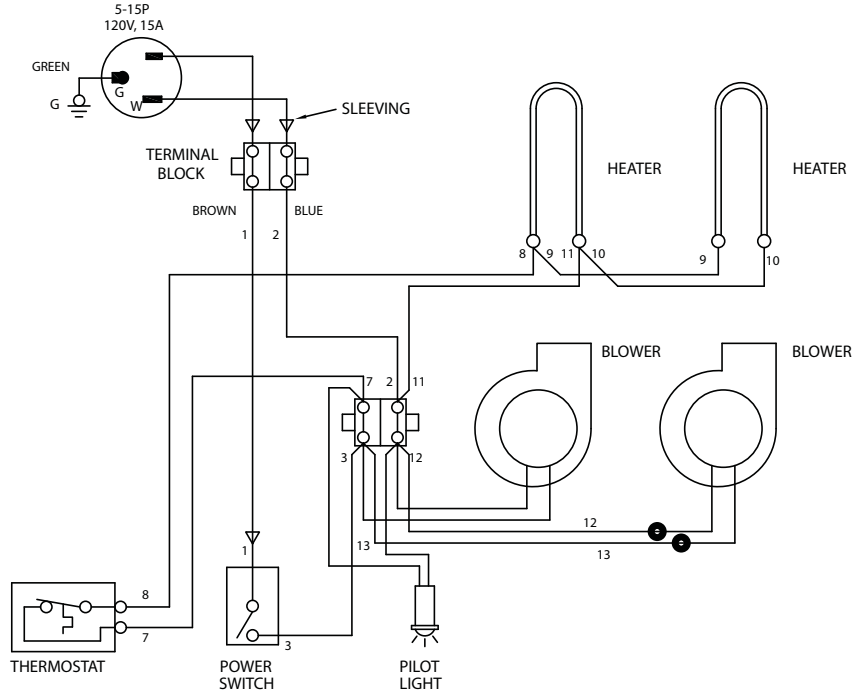 5-15P
120V, 15A
GREEN
G
G
W
SLEEVING
TERMINAL
BLOCK
HEATER
HEATER
BROWN
BLUE
1
2
8
9
11
10
9
10
BLOWER
BLOWER
7
2
11
3
12
12
1
13
13
8
7
3
THERMOSTAT
POWER
SWITCH
PILOT
LIGHT